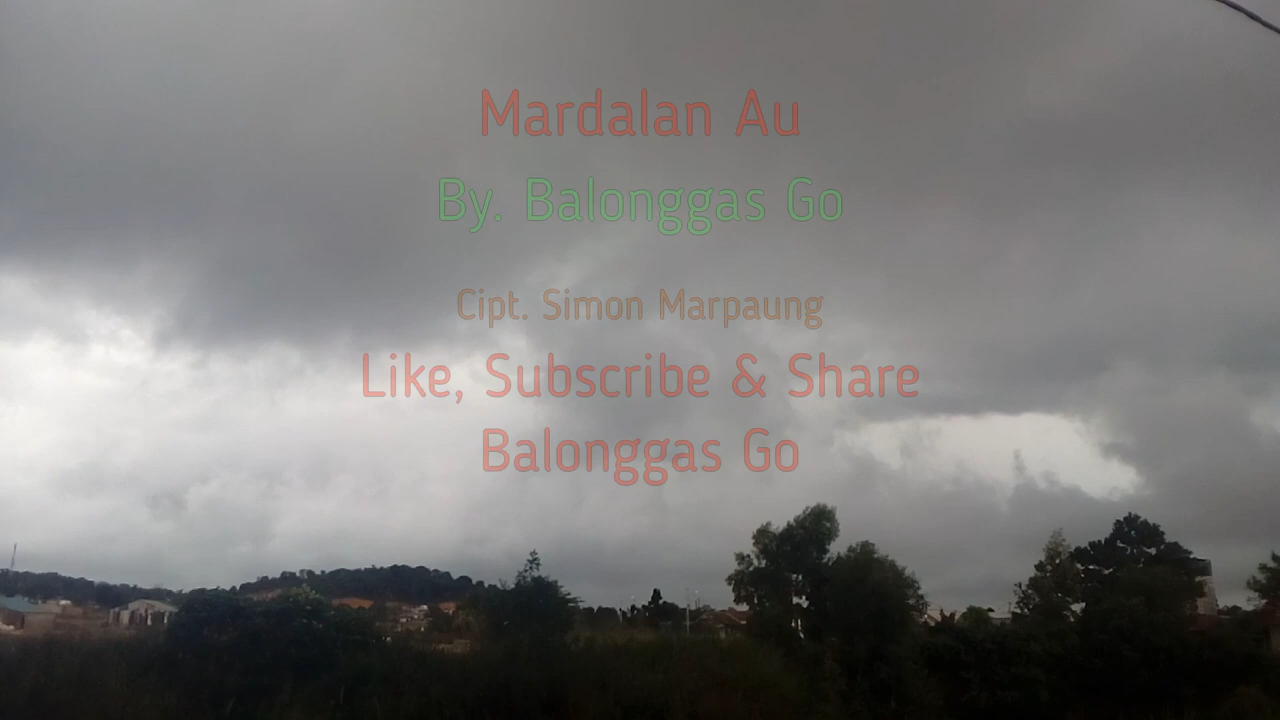 Mardalan Au
By. Balonggas Go
Cipt. Simon Marpaung
Like, Subscribe & Share
Balonggas Go